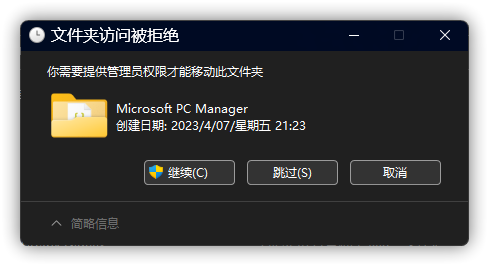 文件夹访问被拒绝
你需要提供管理员权限才能移动此文件夹
Microsoft PC Manager
创建日期: 2023/4/07/星期五 21:23
继续(C)
跳过(S)
取消
简略信息